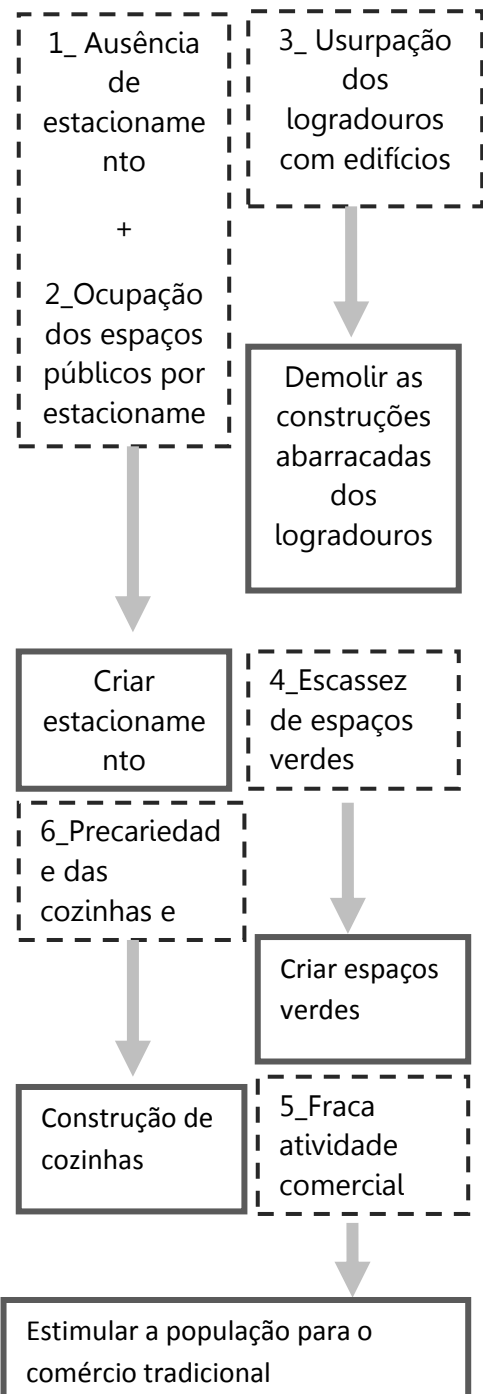 1_ Ausência
de
estacioname
nto
+
2_Ocupação
dos espaços
públicos por
estacioname
3_ Usurpação
dos
logradouros
com edifícios
Demolir as
construções
abarracadas
dos
logradouros
Criar
estacioname
nto
4_Escassez
de espaços
verdes
6_Precaridad
e das
cozinhas e
Criar espaços
verdes
Construção de
cozinhas
5_Fraca
atividade
comercial
Estimular a população para o
comércio tradicional